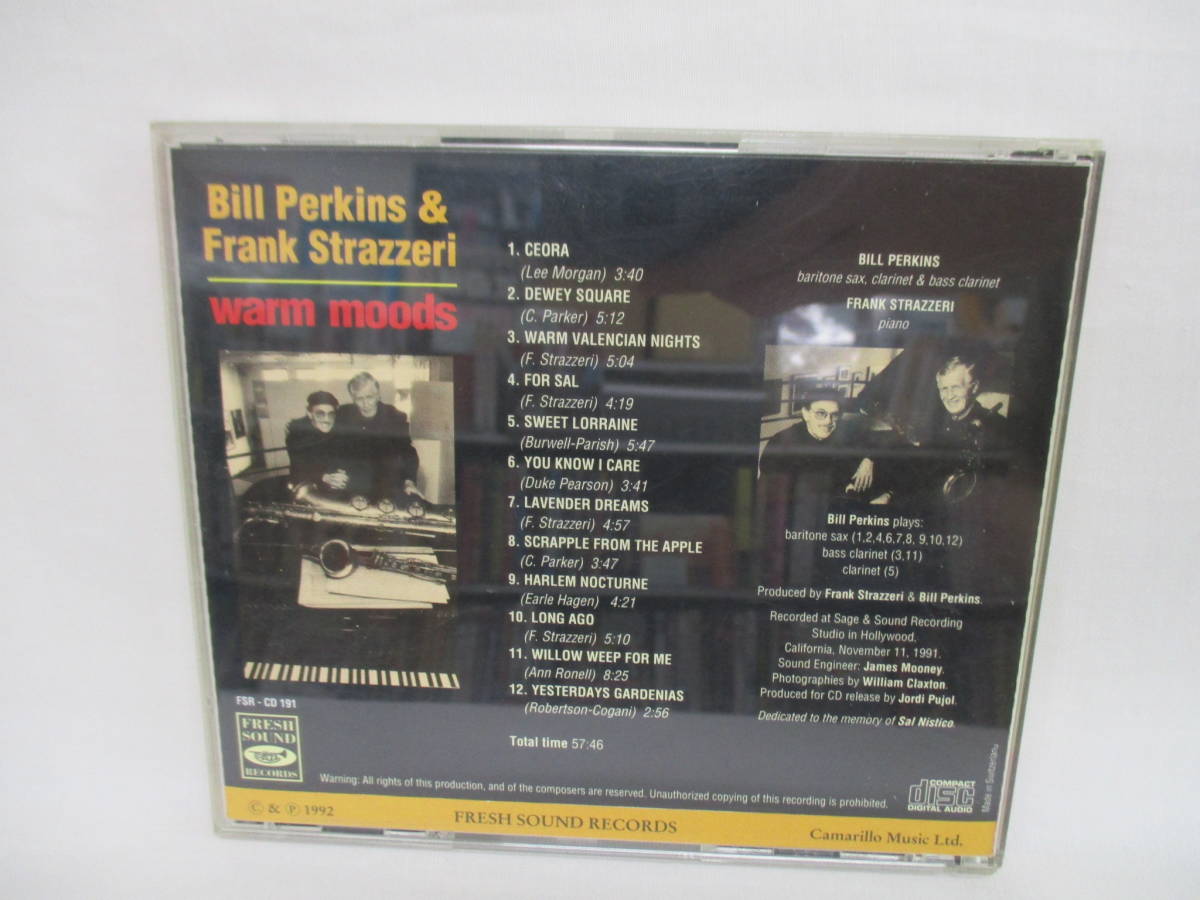 Bill Perkins &
Frank Strazzeri
warm moods
1. CEORA
(Lee Morgan) 3:40
2. DEWEY SQUARE
(C. Parker) 5:12
3. WARM VALENCIAN NIGHTS
(F. Strazzeri) 5:04
4. FOR SAL
(F. Strazzeri) 4:19
5. SWEET LORRAINE
(Burwell-Parish) 5:47
6. YOU KNOW I CARE
(Duke Pearson) 3:41
7. LAVENDER DREAMS
(F. Strazzeri) 4:57
8. SCRAPPLE FROM THE APPLE
(C. Parker) 3:47
9. HARLEM NOCTURNE
(Earle Hagen) 4:21
10. LONG AGO
(F. Strazzeri) 5:10
11. WILLOW WEEP FOR ME
(Ann Ronell) 8:25
12. YESTERDAYS GARDENIAS
(Robertson-Cogani) 2:56
Total time 57:46
BILL PERKINS
baritone sax, clarinet & bass clarinet
FRANK STRAZZERI
piano
Bill Perkins plays:
baritone sax (1,2,4,6,7,8, 9,10,12)
bass clarinet (3,11)
clarinet (5)
Produced by Frank Strazzeri & Bill Perkins.
Recorded at Sage & Sound Recording
Studio in Hollywood.
California, November 11, 1991.
Sound Engineer: James Mooney.
Photographies by William Claxton.
Produced for CD release by Jordi Pujol.
Dedicated to the memory of Sal Nistico.
FSR - CD 191
FRESH
SOUND
RECORDS
Warning: All rights of this production, and of the composers are reserved. Unauthorized copying of this recording is prohibited.
COMPACT
disc
DIGITAL AUDIO
Made in Switzerland
© & ℗ 1992
FRESH SOUND RECORDS
Camarillo Music Ltd.